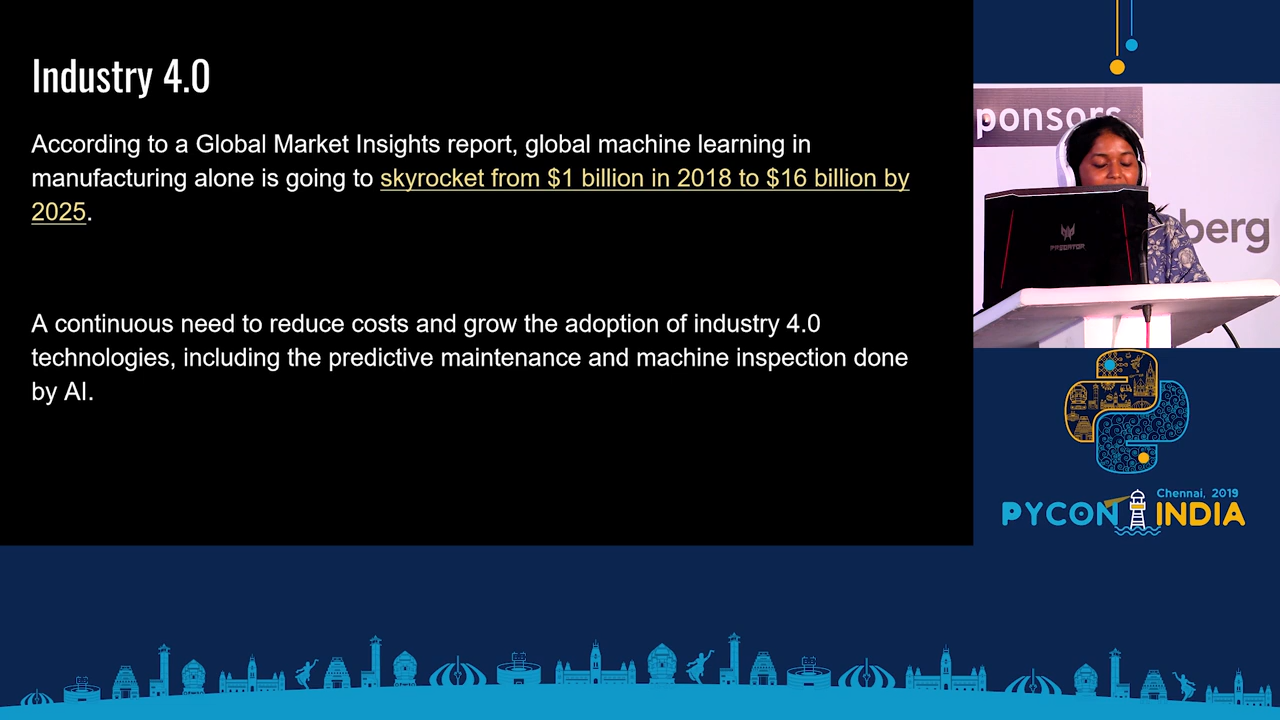 Industry 4.0
According to a Global Market Insights report, global machine learning in
manufacturing alone is going to skyrocket from $1 billion in 2018 to $16 billion by
2025.
A continuous need to reduce costs and grow the adoption of industry 4.0
technologies, including the predictive maintenance and machine inspection done
by AI.
ponsors
berg
PREDATOR
Chennai, 2019
PYCON INDIA